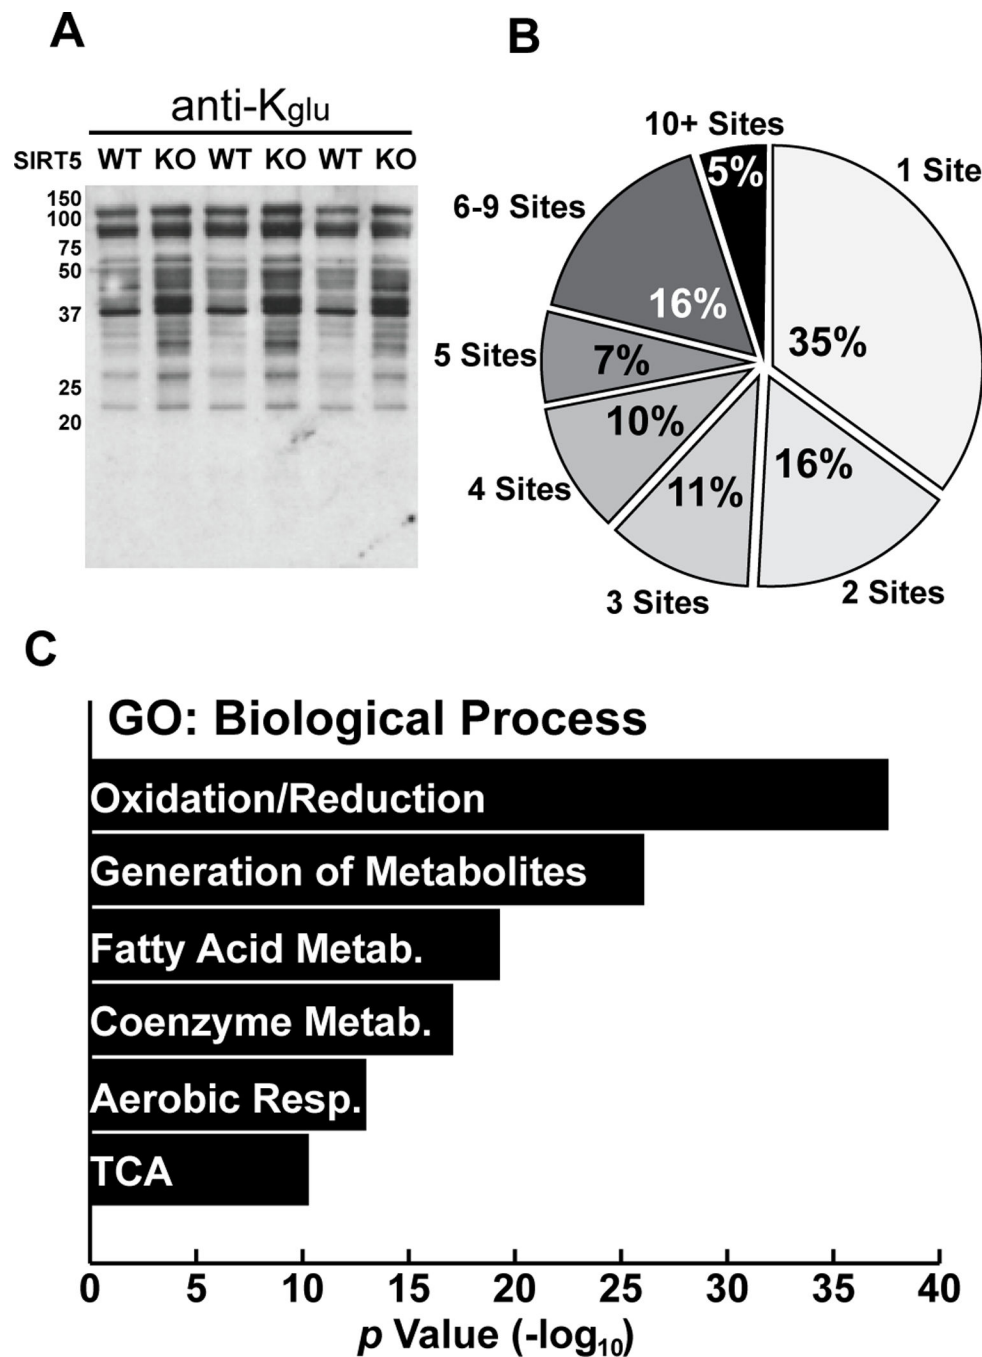 A
anti-Kglu
SIRT5 WT KO WT KO WT KO
150
100
75
50
37
25
20
B
10+ Sites
5%
1 Site
35%
6-9 Sites
16%
5 Sites
7%
4 Sites
10%
3 Sites
11%
2 Sites
16%
C
GO: Biological Process
Oxidation/Reduction
Generation of Metabolites
Fatty Acid Metab.
Coenzyme Metab.
Aerobic Resp.
TCA
0 5 10 15 20 25 30 35 40
p Value (-log₁₀)